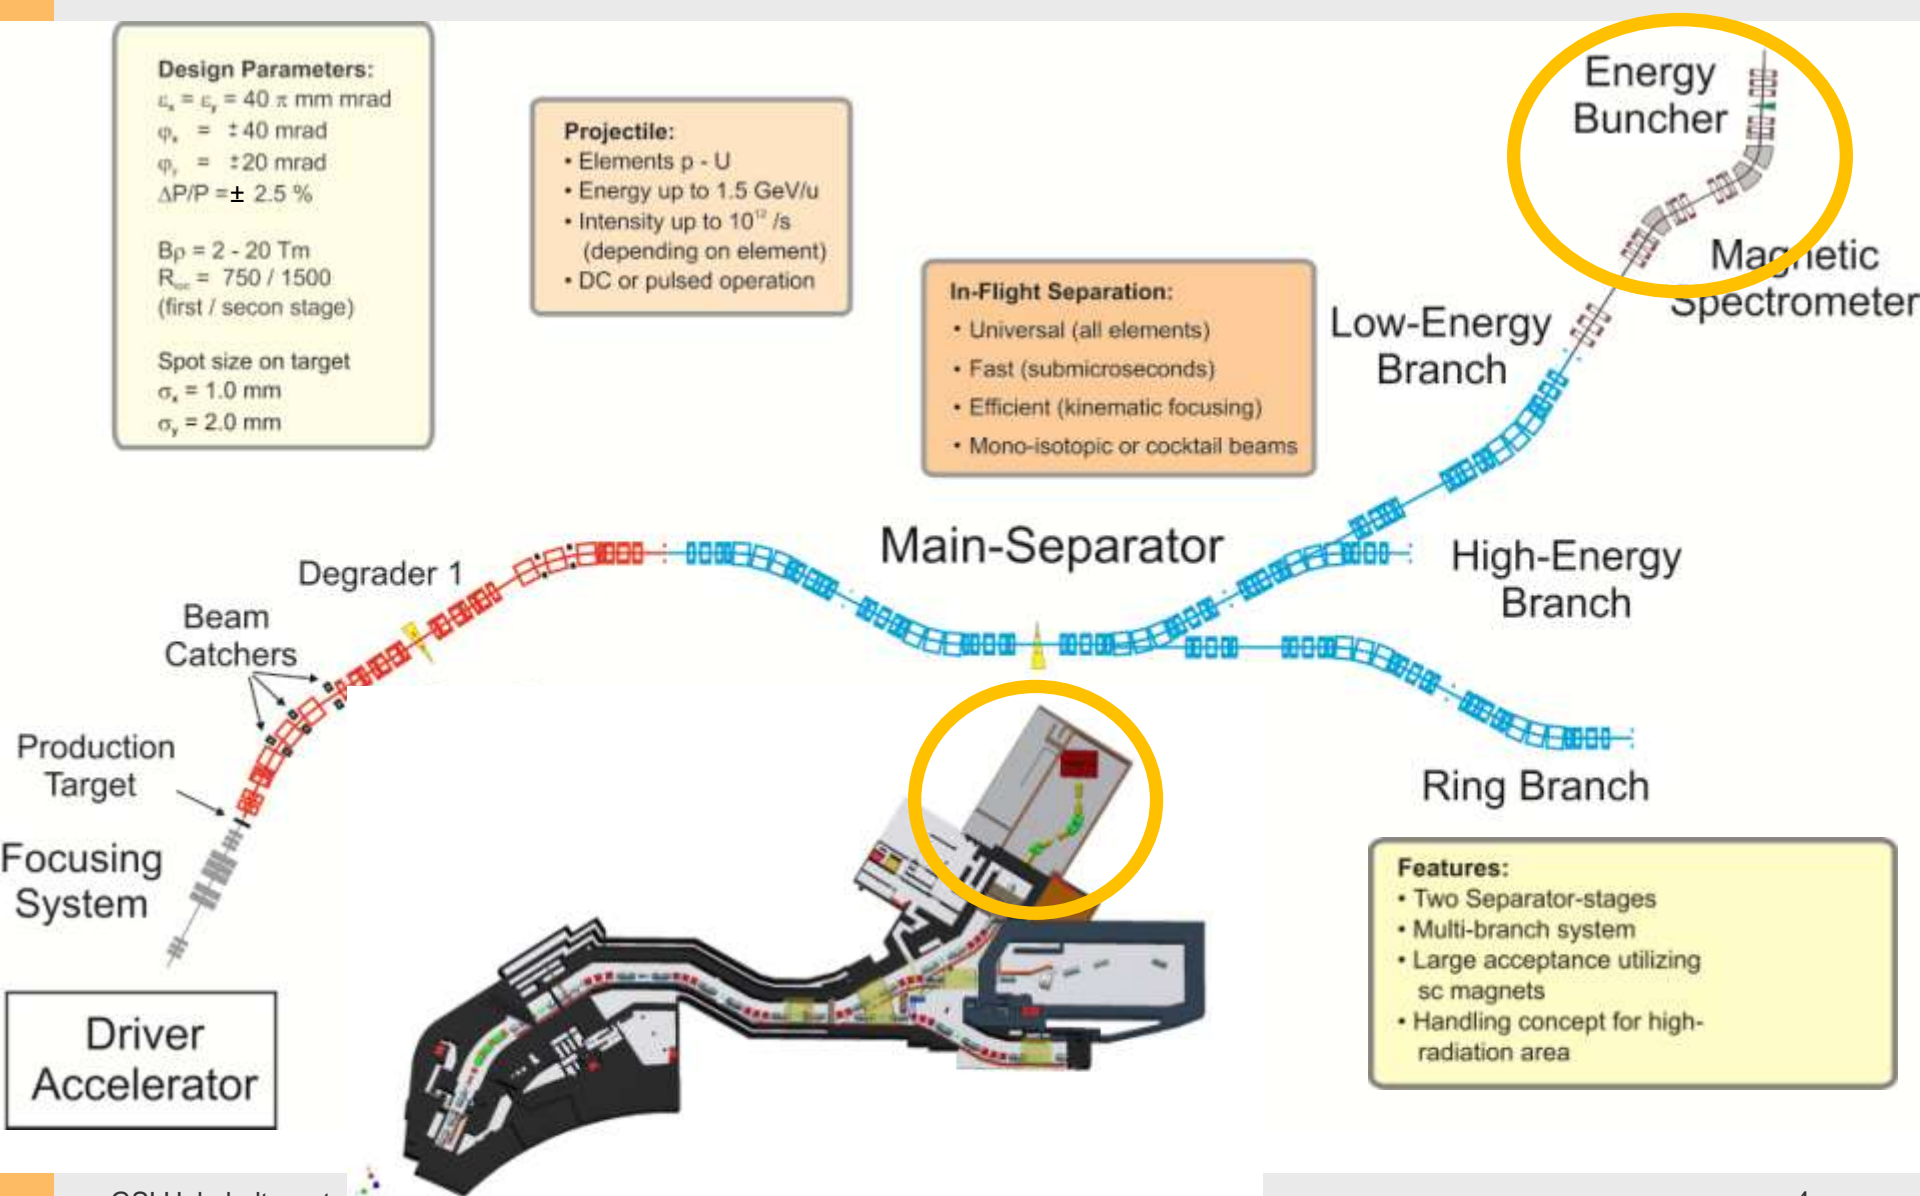 Design Parameters:
εₓ = εᵧ = 40 π mm mrad
φₓ = ±40 mrad
φᵧ = ±20 mrad
ΔP/P = ± 2.5 %
Bρ = 2 - 20 Tm
R = 750 / 1500
(first / secon stage)
Spot size on target
σₓ = 1.0 mm
σᵧ = 2.0 mm
Projectile:
• Elements p - U
• Energy up to 1.5 GeV/u
• Intensity up to 10¹² /s
(depending on element)
• DC or pulsed operation
In-Flight Separation:
• Universal (all elements)
• Fast (submicroseconds)
• Efficient (kinematic focusing)
• Mono-isotopic or cocktail beams
Energy
Buncher
Magnetic
Spectrometer
Low-Energy
Branch
Main-Separator
High-Energy
Branch
Ring Branch
Degrader 1
Beam
Catchers
Production
Target
Focusing
System
Driver
Accelerator
Features:
• Two Separator-stages
• Multi-branch system
• Large acceptance utilizing
sc magnets
• Handling concept for high-
radiation area